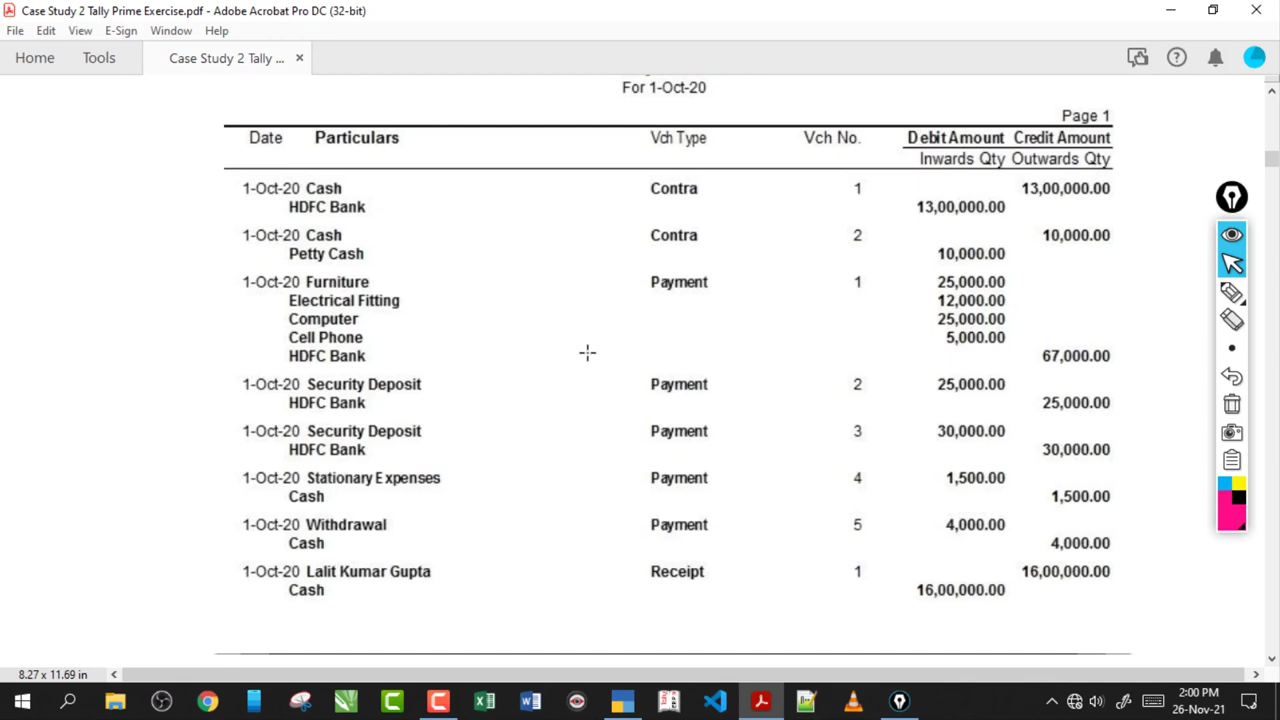 Case Study 2 Tally Prime Exercise.pdf - Adobe Acrobat Pro DC (32-bit)
File Edit View E-Sign Window Help
Home Tools Case Study 2 Tally ... ×
For 1-Oct-20
Page 1
Date Particulars Vch Type Vch No. Debit Amount Credit Amount
Inwards Qty Outwards Qty
1-Oct-20 Cash Contra 1 13,00,000.00
HDFC Bank 13,00,000.00
1-Oct-20 Cash Contra 2 10,000.00
Petty Cash 10,000.00
1-Oct-20 Furniture Payment 1 25,000.00
Electrical Fitting 12,000.00
Computer 25,000.00
Cell Phone 5,000.00
HDFC Bank 67,000.00
1-Oct-20 Security Deposit Payment 2 25,000.00
HDFC Bank 25,000.00
1-Oct-20 Security Deposit Payment 3 30,000.00
HDFC Bank 30,000.00
1-Oct-20 Stationary Expenses Payment 4 1,500.00
Cash 1,500.00
1-Oct-20 Withdrawal Payment 5 4,000.00
Cash 4,000.00
1-Oct-20 Lalit Kumar Gupta Receipt 1 16,00,000.00
Cash 16,00,000.00
8.27 x 11.69 in
2:00 PM
26-Nov-21